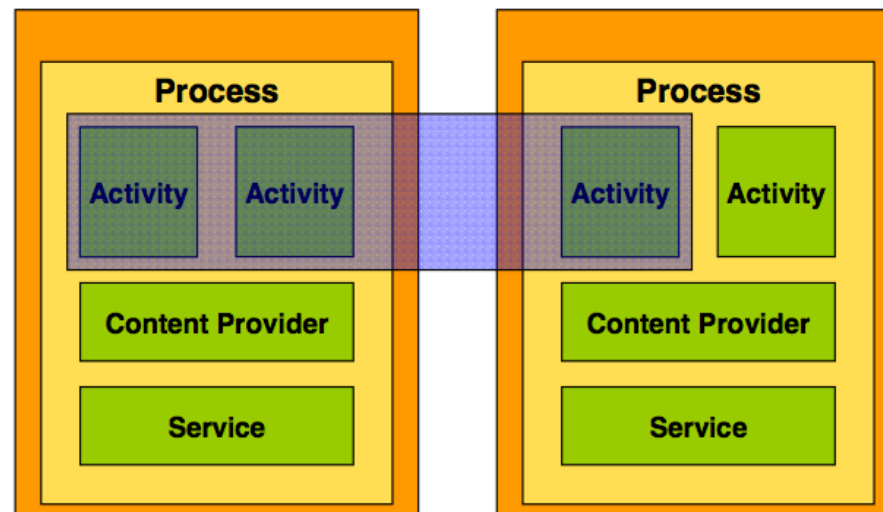 Process
Process
Activity
Activity
Activity
Activity
Content Provider
Content Provider
Service
Service